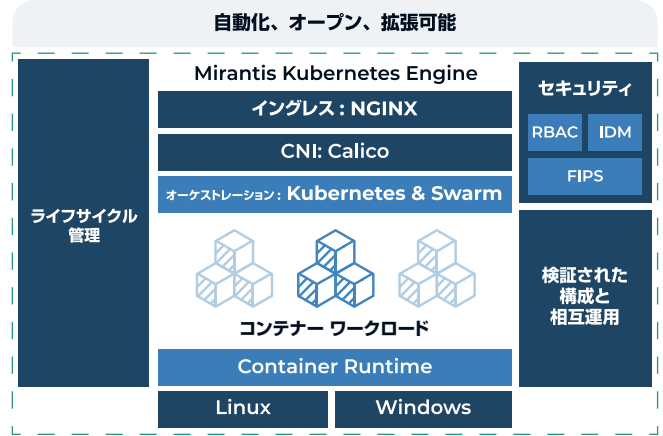 自動化、オープン、拡張可能
ライフサイクル
管理
Mirantis Kubernetes Engine
イングレス : NGINX
CNI: Calico
オーケストレーション : Kubernetes & Swarm
コンテナー ワークロード
Container Runtime
Linux
Windows
セキュリティ
RBAC
IDM
FIPS
検証された
構成と
相互運用